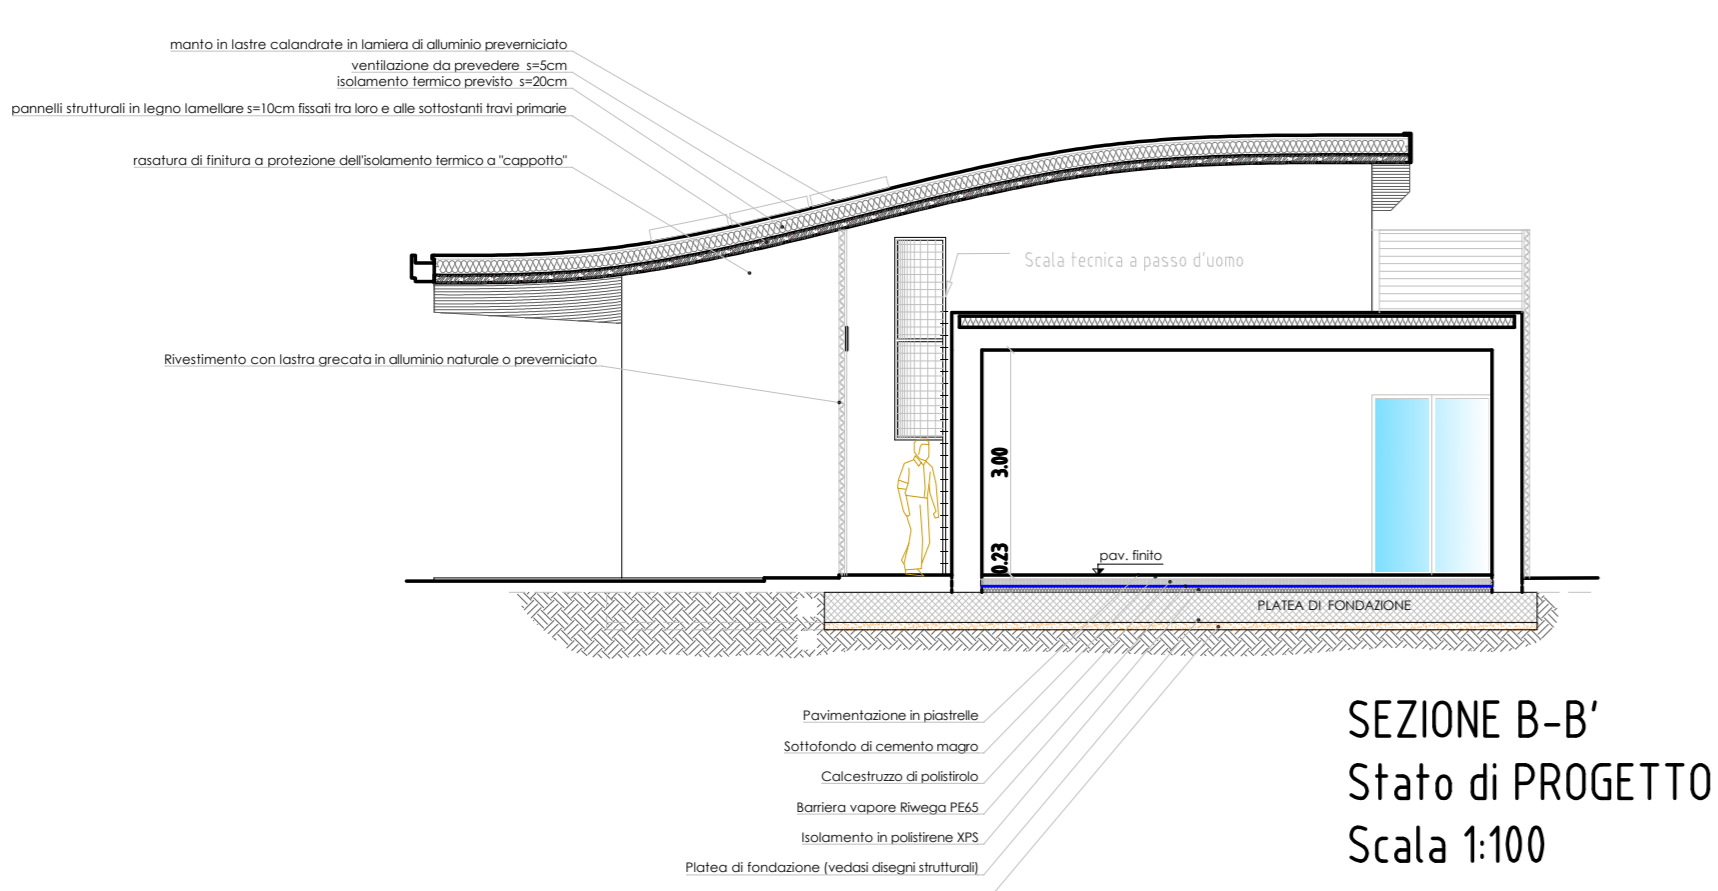 manto in lastre calandrate in lamiera di alluminio preverniciato
ventilazione da prevedere s=5cm
isolamento termico previsto s=20cm
pannelli strutturali in legno lamellare s=10cm fissati tra loro e alle sottostanti travi primarie
rasatura di finitura a protezione dell'isolamento termico a "cappotto"
Scala tecnica a passo d'uomo
Rivestimento con lastra grecata in alluminio naturale o preverniciato
3.00
0.23
pav. finito
PLATEA DI FONDAZIONE
Pavimentazione in piastrelle
Sottofondo di cemento magro
Calcestruzzo di polistirolo
Barriera vapore Riwega PE65
Isolamento in polistirene XPS
Platea di fondazione (vedasi disegni strutturali)
SEZIONE B-B'
Stato di PROGETTO
Scala 1:100